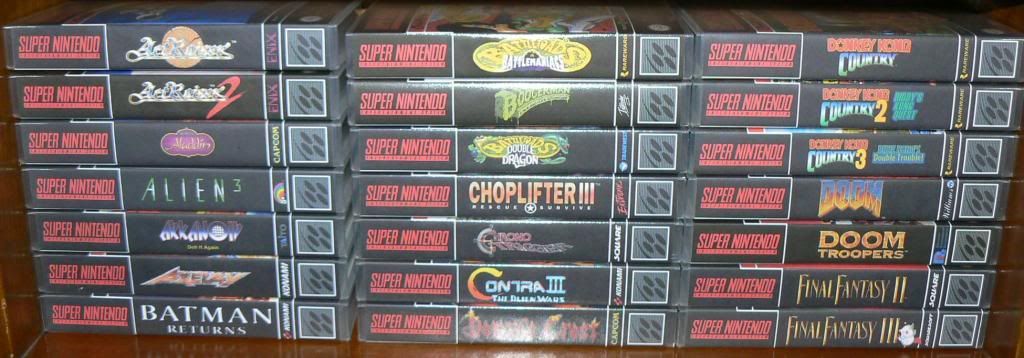 SUPER NINTENDO ActRaiser ENIX
SUPER NINTENDO ActRaiser 2 ENIX
SUPER NINTENDO Aladdin CAPCOM
SUPER NINTENDO ALIEN 3
SUPER NINTENDO ARKANOID Doh It Again TAITO
SUPER NINTENDO KONAMI
SUPER NINTENDO BATMAN RETURNS KONAMI
SUPER NINTENDO BATTLETOADS IN BATTLEMANIACS RAREWARE
SUPER NINTENDO BOOGERMAN
SUPER NINTENDO BATTLETOADS DOUBLE DRAGON TRADEWEST
SUPER NINTENDO CHOPLIFTER III RESCUE SURVIVE EXTREME
SUPER NINTENDO CHRONO TRIGGER SQUARE
SUPER NINTENDO CONTRA III THE ALIEN WARS KONAMI
SUPER NINTENDO Demon's Crest CAPCOM
SUPER NINTENDO DONKEY KONG COUNTRY RAREWARE
SUPER NINTENDO DONKEY KONG COUNTRY 2 DIDDY'S KONG QUEST RAREWARE
SUPER NINTENDO DONKEY KONG COUNTRY 3 DIXIE KONG'S Double Trouble! RAREWARE
SUPER NINTENDO DOOM Williams
SUPER NINTENDO DOOM TROOPERS
SUPER NINTENDO FINAL FANTASY II SQUARE
SUPER NINTENDO FINAL FANTASY III SQUARESOFT